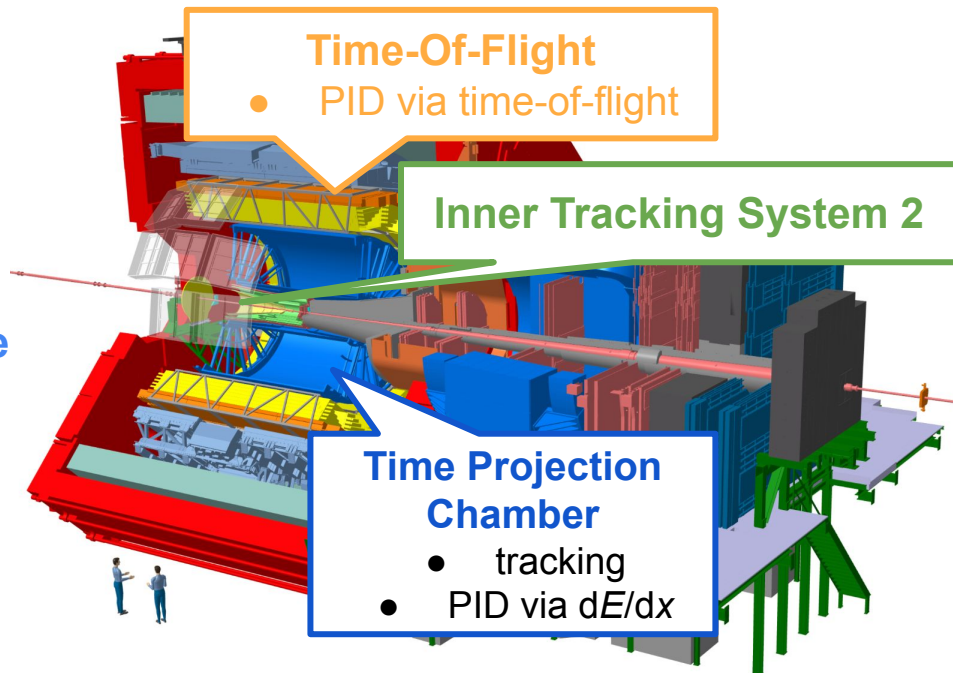 Time-Of-Flight
● PID via time-of-flight
Inner Tracking System 2
e
Time Projection
Chamber
● tracking
● PID via dE/dx